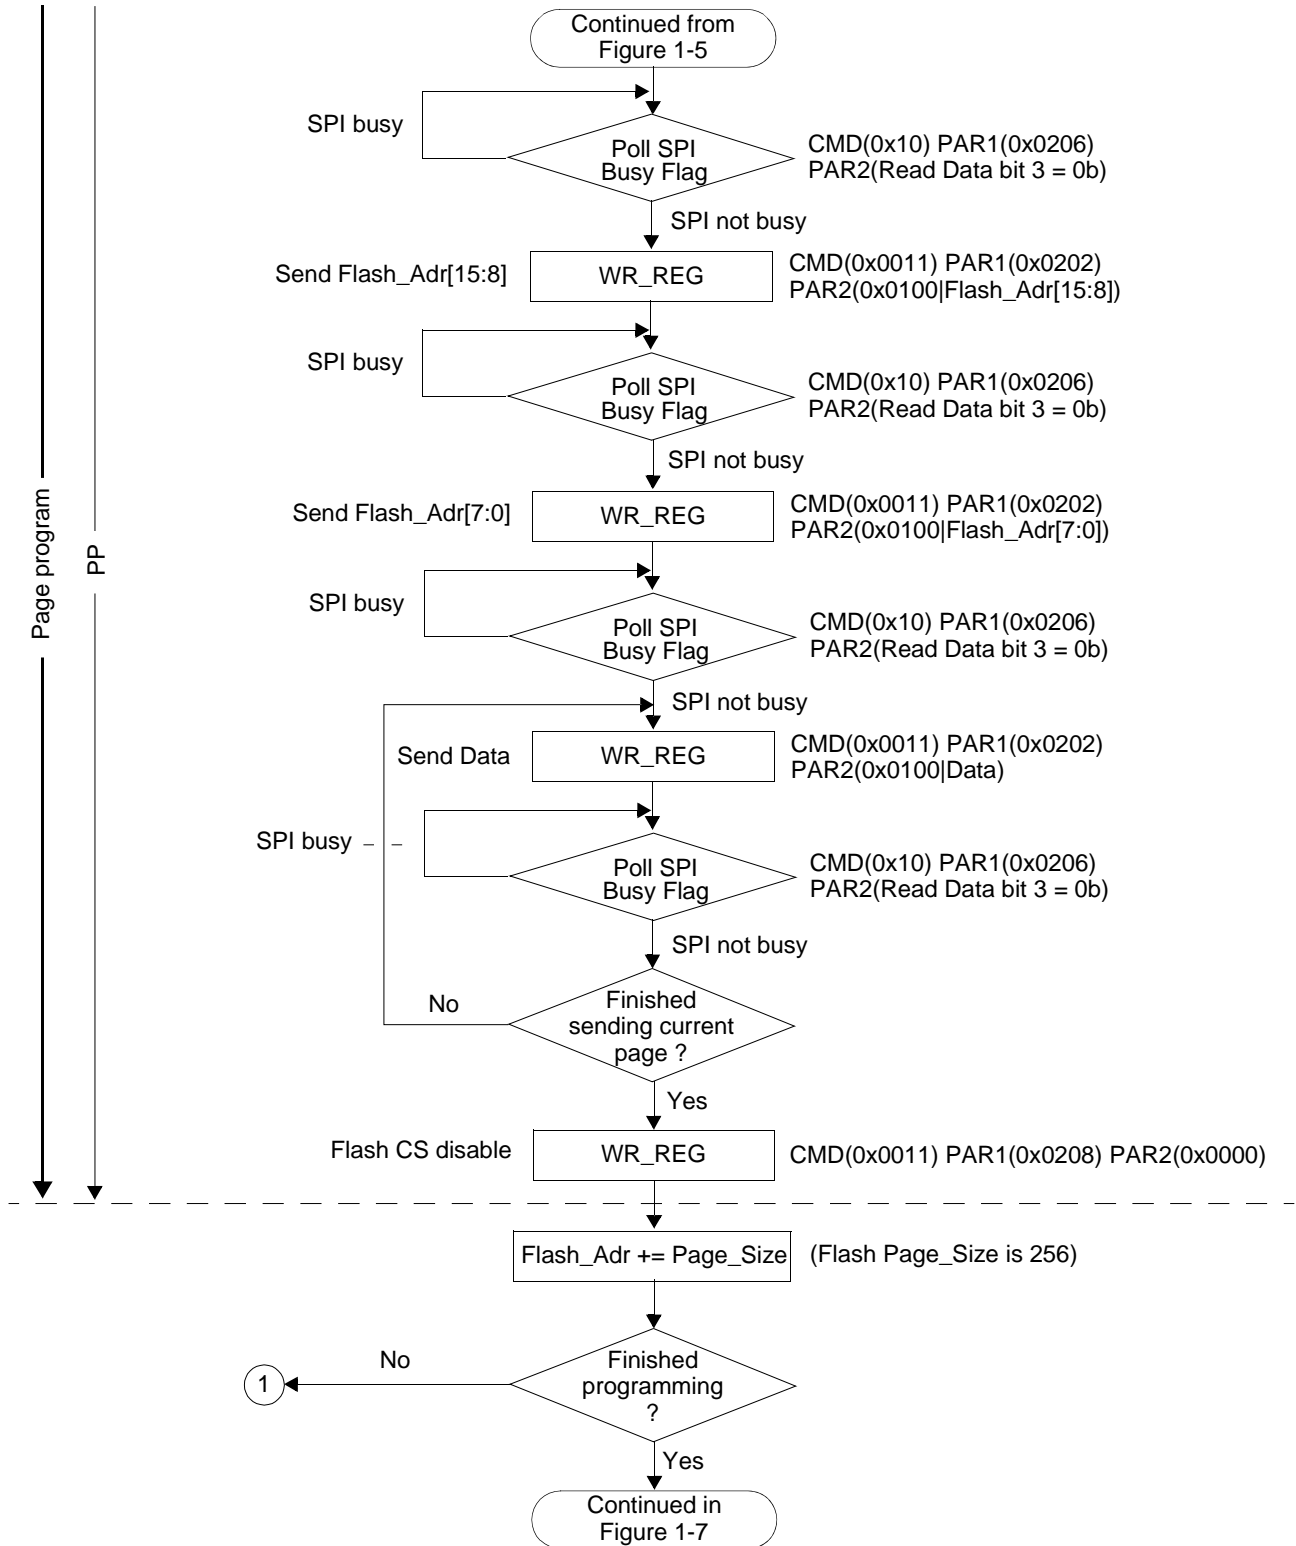 Continued from
Figure 1-5
SPI busy
Poll SPI
Busy Flag
CMD(0x10) PAR1(0x0206)
PAR2(Read Data bit 3 = 0b)
SPI not busy
Send Flash_Adr[15:8]
WR_REG
CMD(0x0011) PAR1(0x0202)
PAR2(0x0100|Flash_Adr[15:8])
SPI busy
Poll SPI
Busy Flag
CMD(0x10) PAR1(0x0206)
PAR2(Read Data bit 3 = 0b)
SPI not busy
Send Flash_Adr[7:0]
WR_REG
CMD(0x0011) PAR1(0x0202)
PAR2(0x0100|Flash_Adr[7:0])
Page program
PP
SPI busy
Poll SPI
Busy Flag
CMD(0x10) PAR1(0x0206)
PAR2(Read Data bit 3 = 0b)
SPI not busy
Send Data
WR_REG
CMD(0x0011) PAR1(0x0202)
PAR2(0x0100|Data)
SPI busy
Poll SPI
Busy Flag
CMD(0x10) PAR1(0x0206)
PAR2(Read Data bit 3 = 0b)
SPI not busy
No
Finished
sending current
page ?
Yes
Flash CS disable
WR_REG
CMD(0x0011) PAR1(0x0208) PAR2(0x0000)
Flash_Adr += Page_Size
(Flash Page_Size is 256)
1
No
Finished
programming
?
Yes
Continued in
Figure 1-7